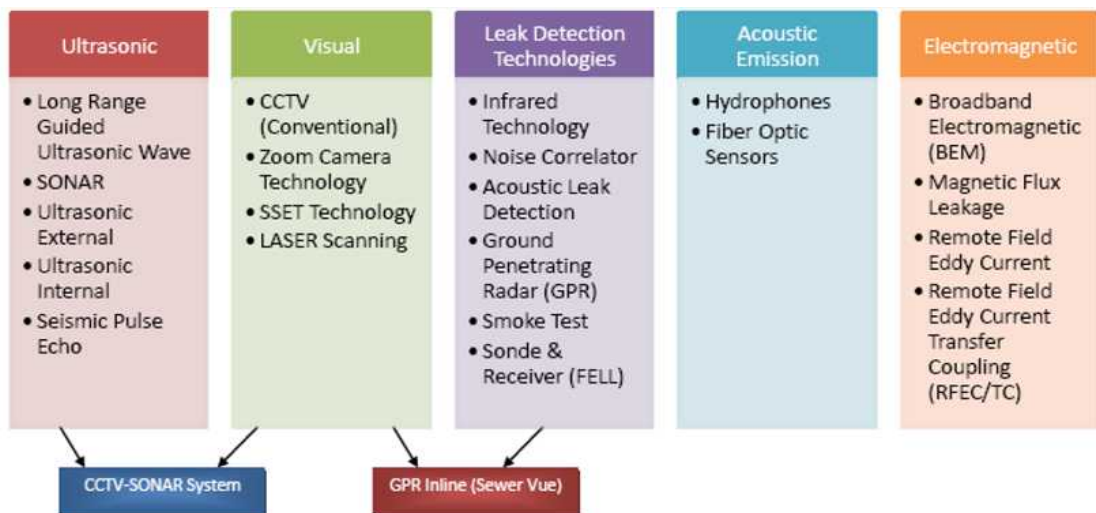 Ultrasonic
• Long Range
Guided
Ultrasonic Wave
• SONAR
• Ultrasonic
External
• Ultrasonic
Internal
• Seismic Pulse
Echo
Visual
• CCTV
(Conventional)
• Zoom Camera
Technology
• SSET Technology
• LASER Scanning
Leak Detection
Technologies
• Infrared
Technology
• Noise Correlator
• Acoustic Leak
Detection
• Ground
Penetrating
Radar (GPR)
• Smoke Test
• Sonde &
Receiver (FELL)
Acoustic
Emission
• Hydrophones
• Fiber Optic
Sensors
Electromagnetic
• Broadband
Electromagnetic
(BEM)
• Magnetic Flux
Leakage
• Remote Field
Eddy Current
• Remote Field
Eddy Current
Transfer
Coupling
(RFEC/TC)
CCTV-SONAR System
GPR Inline (Sewer Vue)